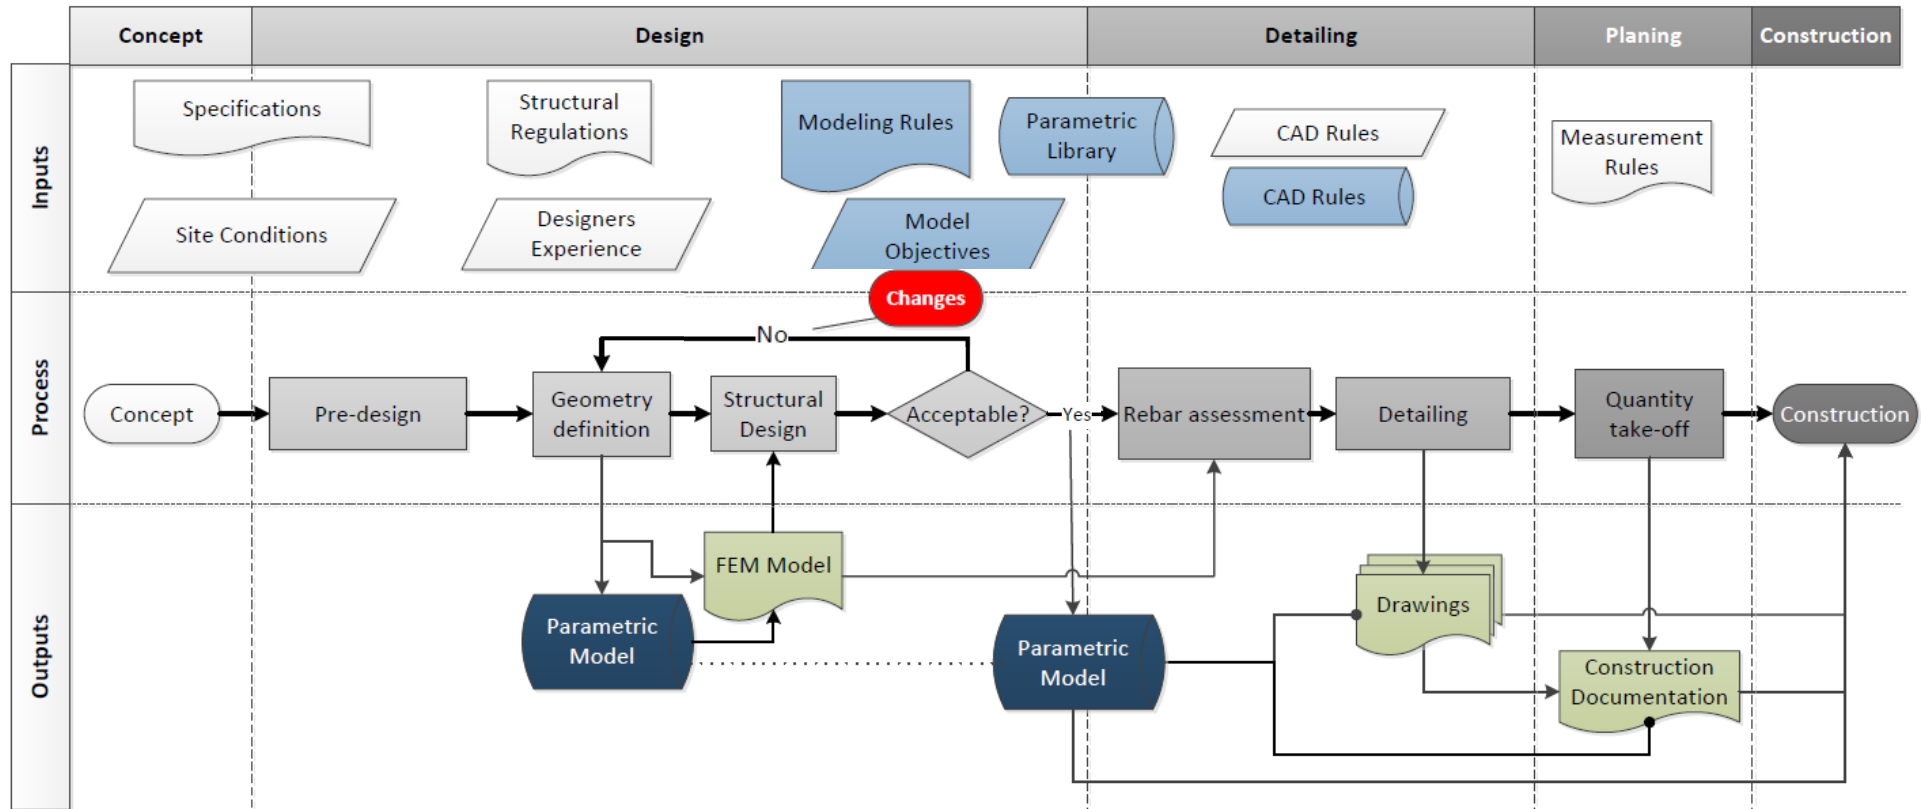 Concept
Design
Detailing
Planing
Construction
Inputs
Specifications
Structural
Regulations
Modeling Rules
Parametric
Library
CAD Rules
Measurement
Rules
CAD Rules
Site Conditions
Designers
Experience
Model
Objectives
Process
Changes
No
Concept
Pre-design
Geometry
definition
Structural
Design
Acceptable?
Yes
Rebar assessment
Detailing
Quantity
take-off
Construction
Outputs
FEM Model
Parametric
Model
Parametric
Model
Drawings
Construction
Documentation